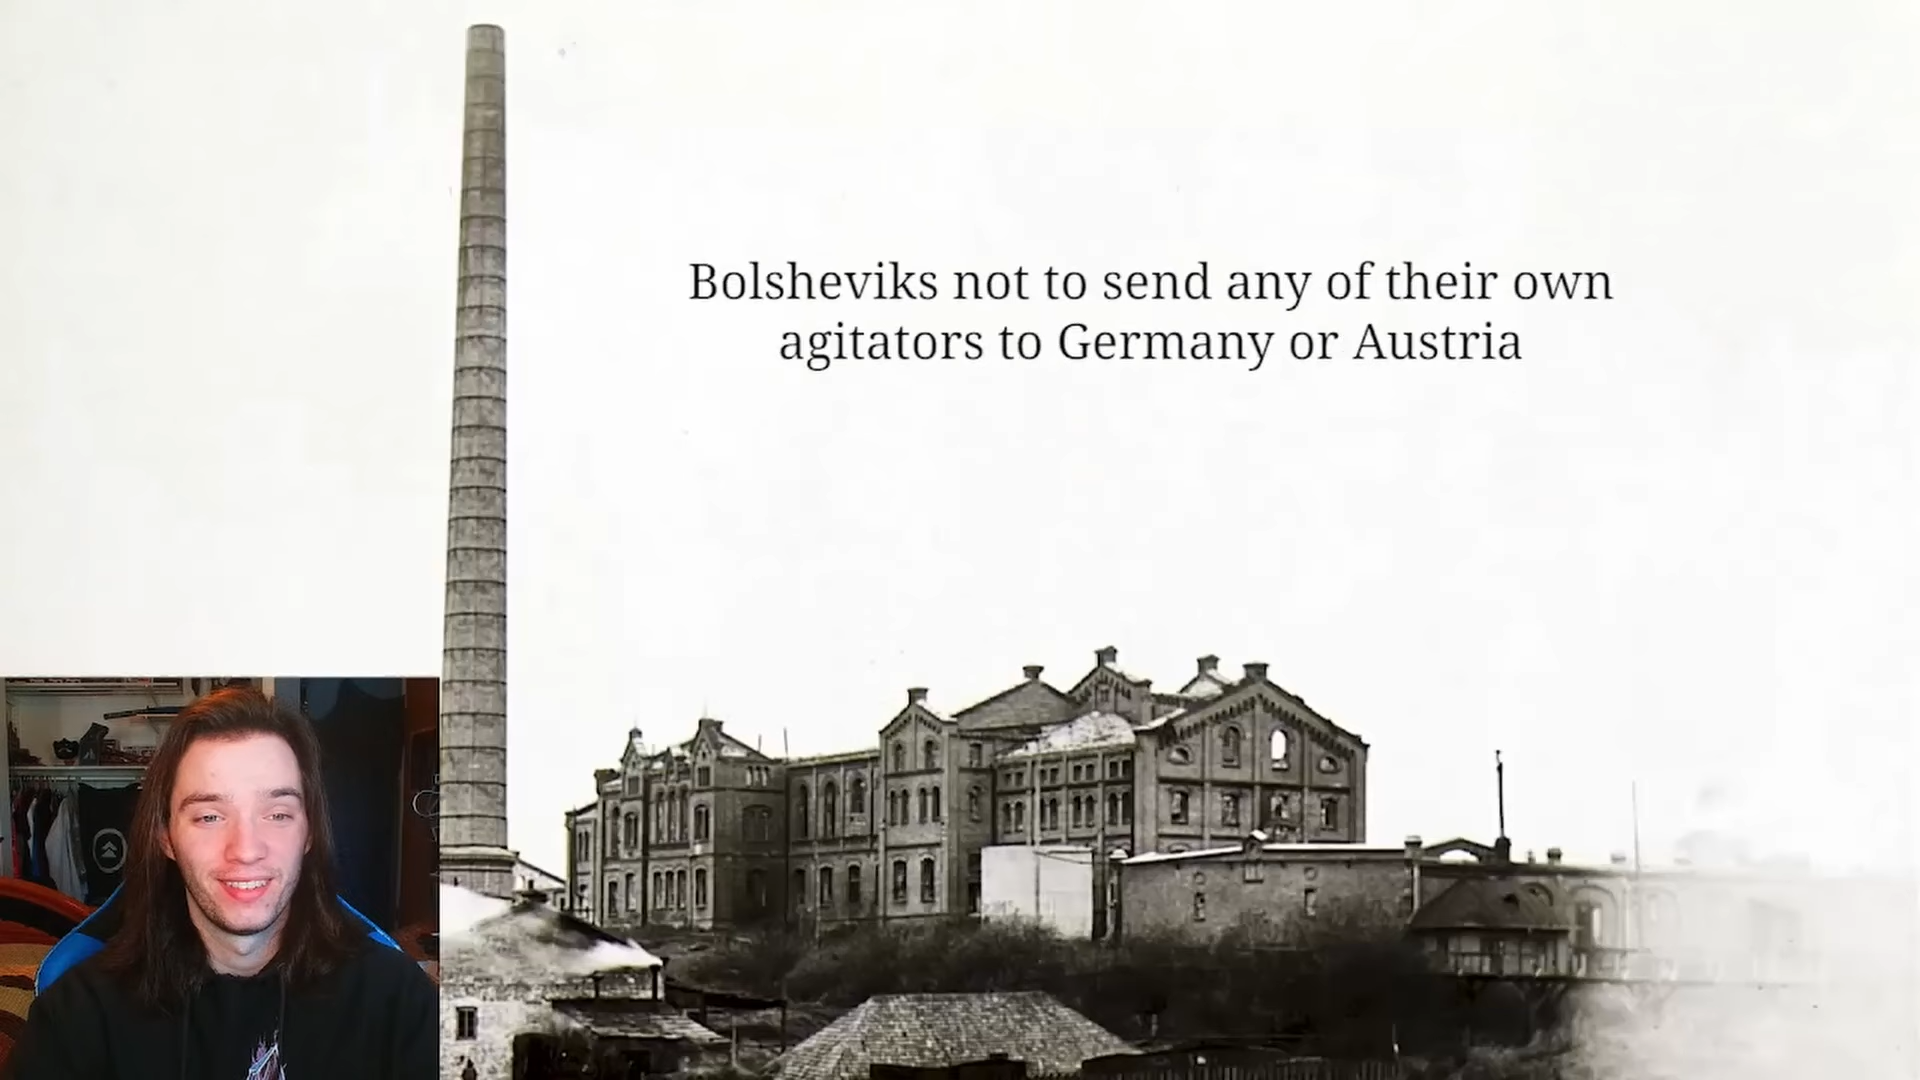 Bolsheviks not to send any of their own
agitators to Germany or Austria